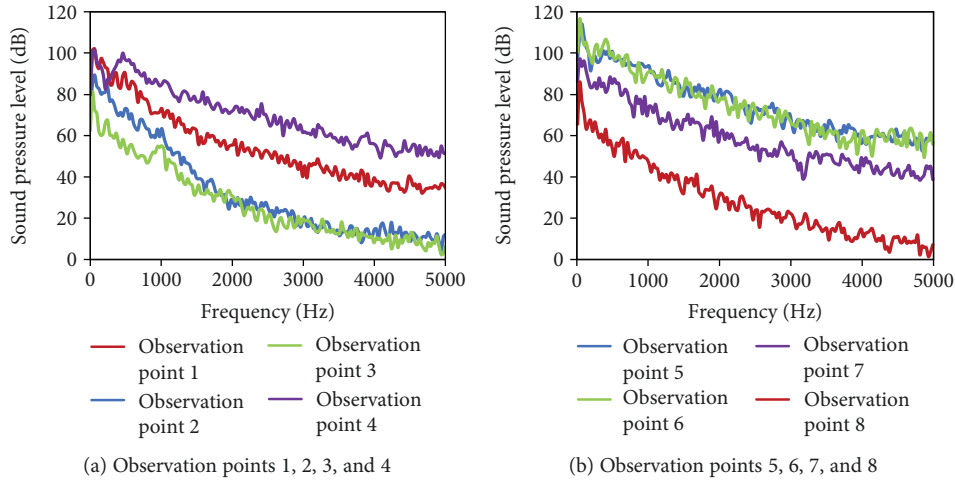 Sound pressure level (dB)
120
100
80
60
40
20
0
0 1000 2000 3000 4000 5000
Frequency (Hz)
Observation point 1
Observation point 2
Observation point 3
Observation point 4
(a) Observation points 1, 2, 3, and 4
Sound pressure level (dB)
120
100
80
60
40
20
0
0 1000 2000 3000 4000 5000
Frequency (Hz)
Observation point 5
Observation point 6
Observation point 7
Observation point 8
(b) Observation points 5, 6, 7, and 8